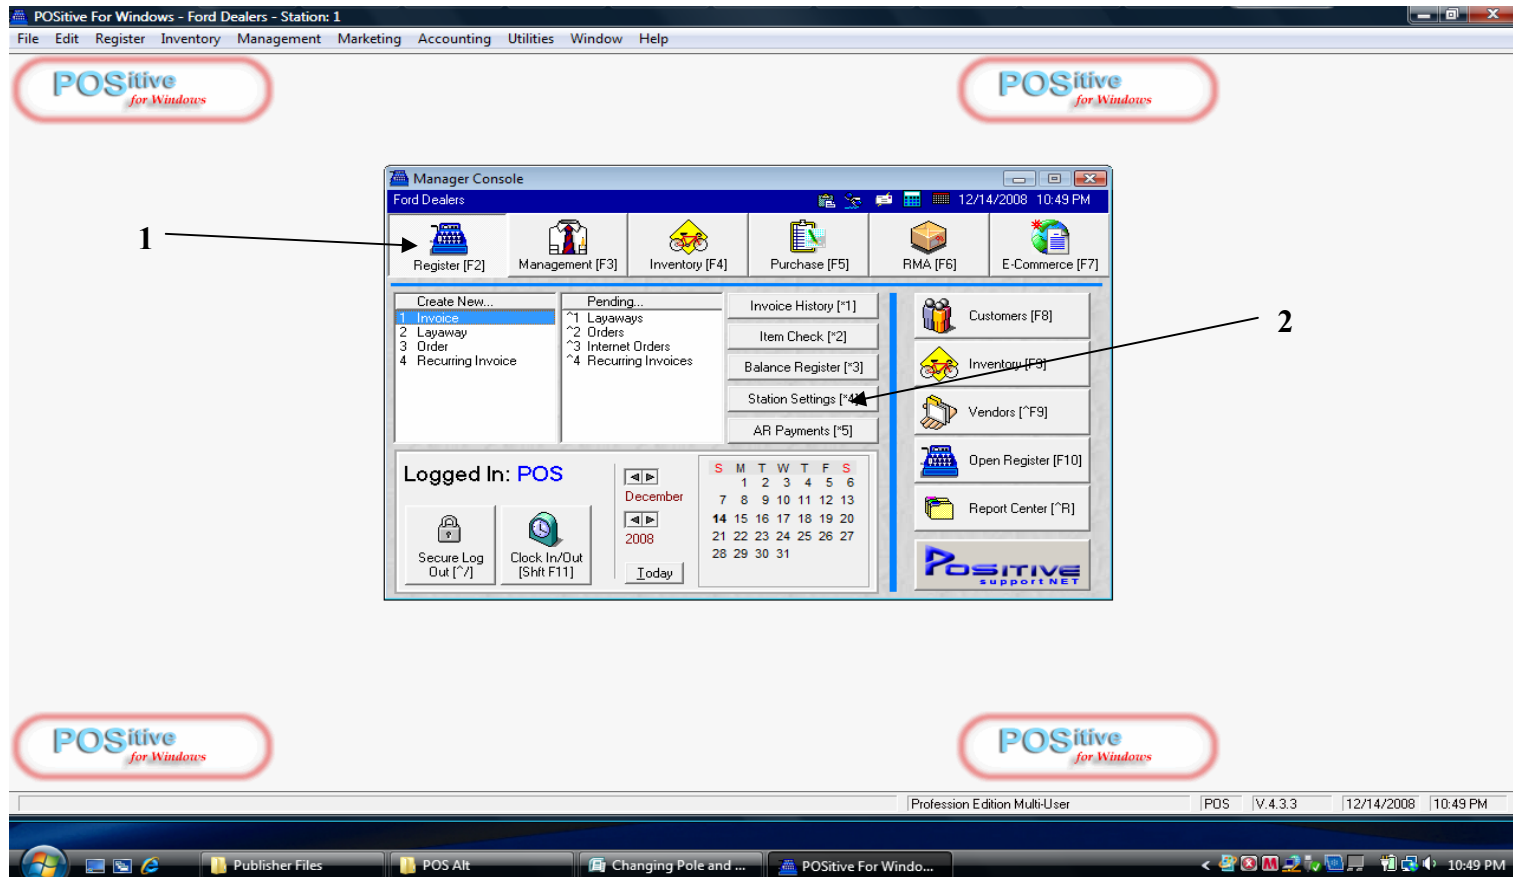 POSitive For Windows - Ford Dealers - Station: 1
File Edit Register Inventory Management Marketing Accounting Utilities Window Help
POSitive
for Windows
POSitive
for Windows
Manager Console
Ford Dealers 12/14/2008 10:49 PM
1
Register [F2] Management [F3] Inventory [F4] Purchase [F5] RMA [F6] E-Commerce [F7]
Create New...
1 Invoice
2 Layaway
3 Order
4 Recurring Invoice
Pending...
^1 Layaways
^2 Orders
^3 Internet Orders
^4 Recurring Invoices
Invoice History [*1]
Item Check [*2]
Balance Register [*3]
Station Settings [*4]
AR Payments [*5]
Customers [F8]
Inventory [F9]
Vendors [^F9]
Open Register [F10]
Report Center [^R]
POSITIVE
support NET
2
Logged In: POS
Secure Log
Out [^/]
Clock In/Out
[Shft F11]
December
2008
Today
S M T W T F S
1 2 3 4 5 6
7 8 9 10 11 12 13
14 15 16 17 18 19 20
21 22 23 24 25 26 27
28 29 30 31
POSitive
for Windows
POSitive
for Windows
Profession Edition Multi-User POS V.4.3.3 12/14/2008 10:49 PM
Publisher Files POS Alt Changing Pole and ... POSitive For Windo... < 10:49 PM